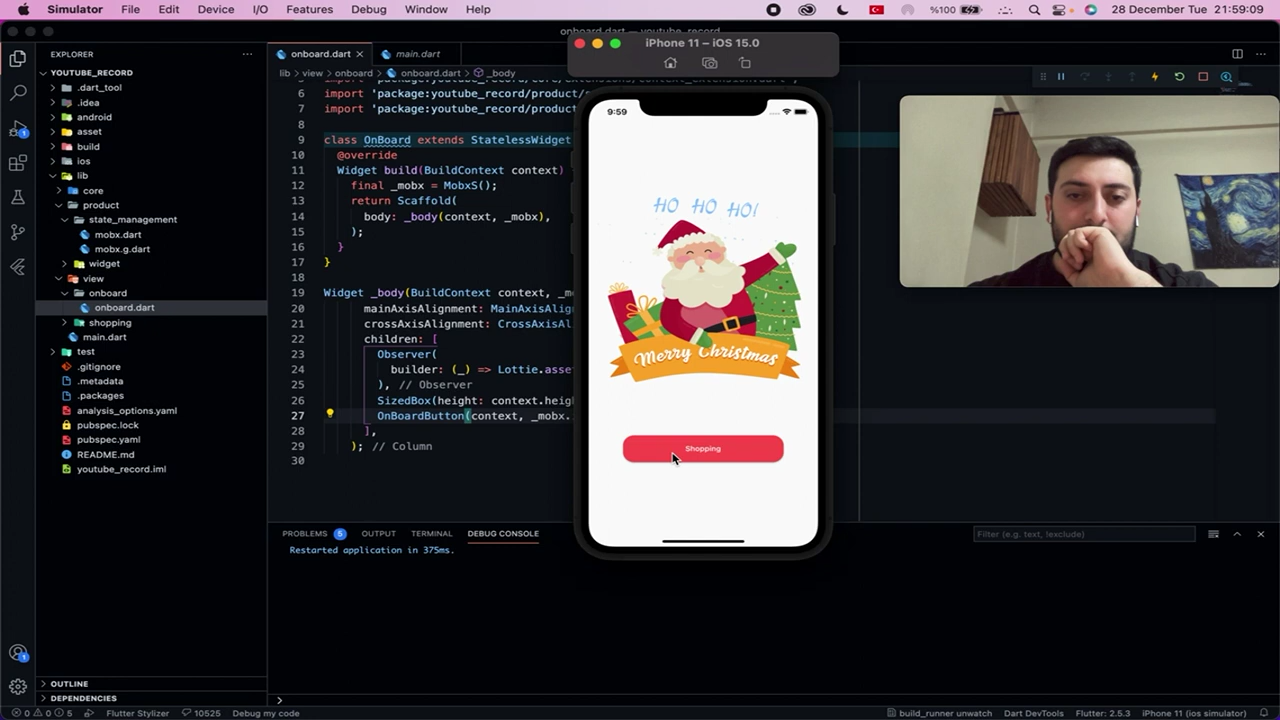 Simulator File Edit Device I/O Features Debug Window Help
%100 28 December Tue 21:59:09
EXPLORER
YOUTUBE_RECORD
.dart_tool
.idea
android
asset
build
ios
lib
core
product
state_management
mobx.dart
mobx.g.dart
widget
view
onboard
onboard.dart
shopping
main.dart
test
.gitignore
.metadata
.packages
analysis_options.yaml
pubspec.lock
pubspec.yaml
README.md
youtube_record.iml
OUTLINE
DEPENDENCIES
onboard.dart main.dart
lib > view > onboard > onboard.dart > _body
6 import 'package:youtube_record/product/
7 import 'package:youtube_record/product/s
8
9 class OnBoard extends StatelessWidget
10 @override
11 Widget build(BuildContext context)
12 final _mobx = MobxS();
13 return Scaffold(
14 body: _body(context, _mobx),
15 );
16 }
17 }
18
19 Widget _body(BuildContext context, _m
20 mainAxisAlignment: MainAxisAl
21 crossAxisAlignment: CrossAxisAl
22 children: [
23 Observer(
24 builder: (_) => Lottie.asse
25 ), // Observer
26 SizedBox(height: context.heig
27 OnBoardButton(context, _mobx.
28 ],
29 ); // Column
30
iPhone 11 – iOS 15.0
9:59
HO HO HO!
Merry Christmas
Shopping
PROBLEMS 5 OUTPUT TERMINAL DEBUG CONSOLE
Filter (e.g. text, !exclude)
Restarted application in 375ms.
0 0 5 Flutter Stylizer 10525 Debug my code
build_runner unwatch Dart DevTools Flutter: 2.5.3 iPhone 11 (ios simulator)